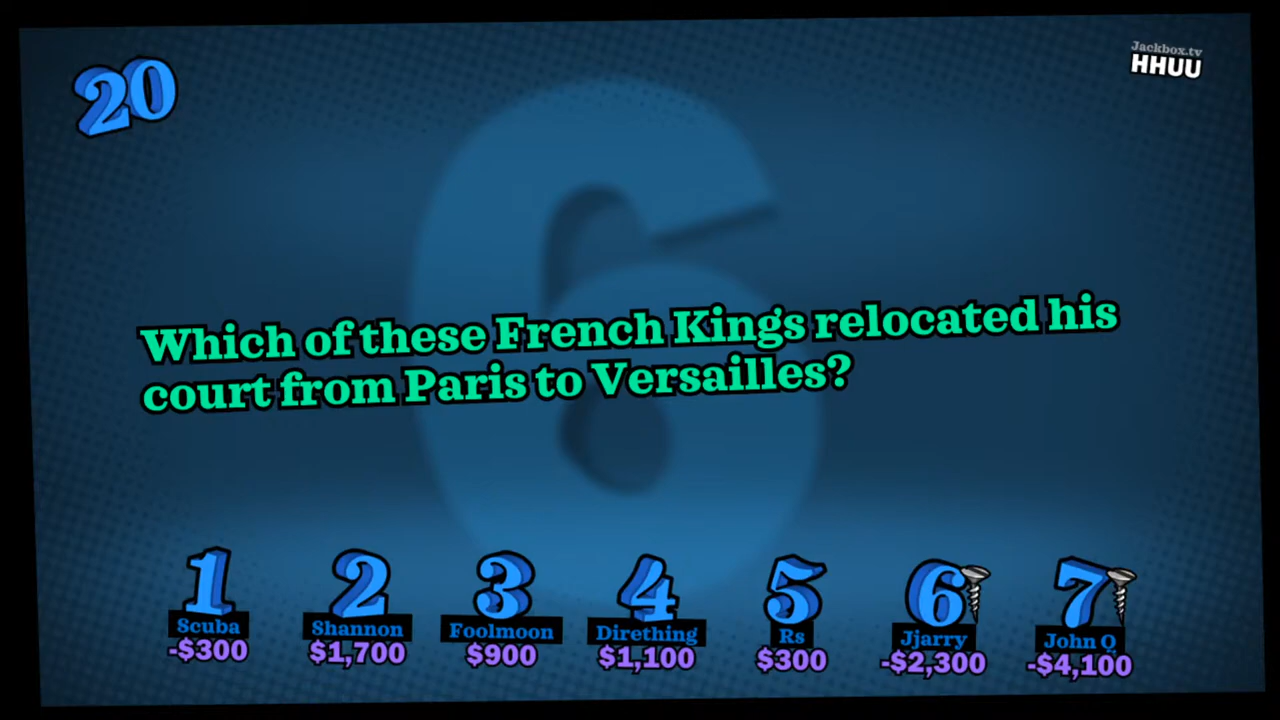 20
Jackbox.tv
HHUU
6
Which of these French Kings relocated his
court from Paris to Versailles?
1 2 3 4 5 6 7
Scuba Shannon Foolmoon Dirething Rs Jjarry John Q
-$300 $1,700 $900 $1,100 $300 -$2,300 -$4,100